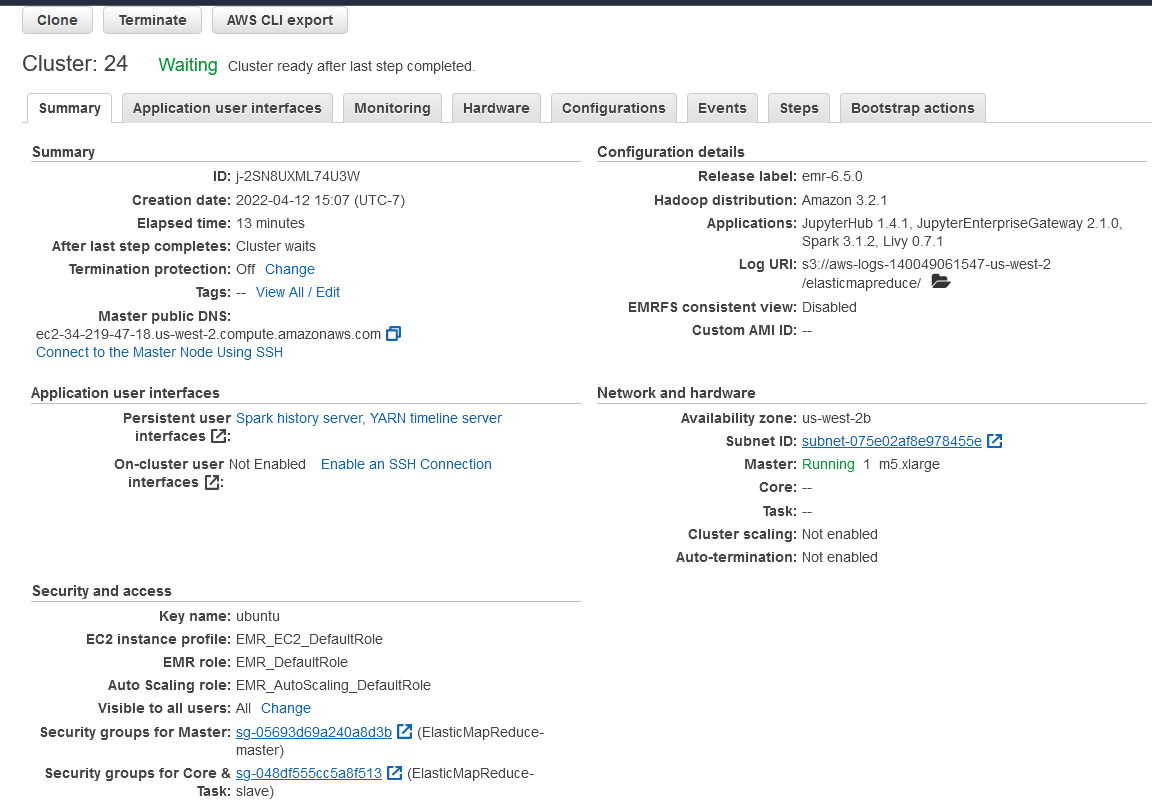 Clone Terminate AWS CLI export
Cluster: 24 Waiting Cluster ready after last step completed.
Summary Application user interfaces Monitoring Hardware Configurations Events Steps Bootstrap actions
Summary
ID: j-2SN8UXML74U3W
Creation date: 2022-04-12 15:07 (UTC-7)
Elapsed time: 13 minutes
After last step completes: Cluster waits
Termination protection: Off Change
Tags: -- View All / Edit
Master public DNS:
ec2-34-219-47-18.us-west-2.compute.amazonaws.com
Connect to the Master Node Using SSH
Configuration details
Release label: emr-6.5.0
Hadoop distribution: Amazon 3.2.1
Applications: JupyterHub 1.4.1, JupyterEnterpriseGateway 2.1.0,
Spark 3.1.2, Livy 0.7.1
Log URI: s3://aws-logs-140049061547-us-west-2
/elasticmapreduce/
EMRFS consistent view: Disabled
Custom AMI ID: --
Application user interfaces
Persistent user Spark history server, YARN timeline server
interfaces :
On-cluster user Not Enabled Enable an SSH Connection
interfaces :
Network and hardware
Availability zone: us-west-2b
Subnet ID: subnet-075e02af8e978455e
Master: Running 1 m5.xlarge
Core: --
Task: --
Cluster scaling: Not enabled
Auto-termination: Not enabled
Security and access
Key name: ubuntu
EC2 instance profile: EMR_EC2_DefaultRole
EMR role: EMR_DefaultRole
Auto Scaling role: EMR_AutoScaling_DefaultRole
Visible to all users: All Change
Security groups for Master: sg-05693d69a240a8d3b (ElasticMapReduce-
master)
Security groups for Core & sg-048df555cc5a8f513 (ElasticMapReduce-
Task: slave)